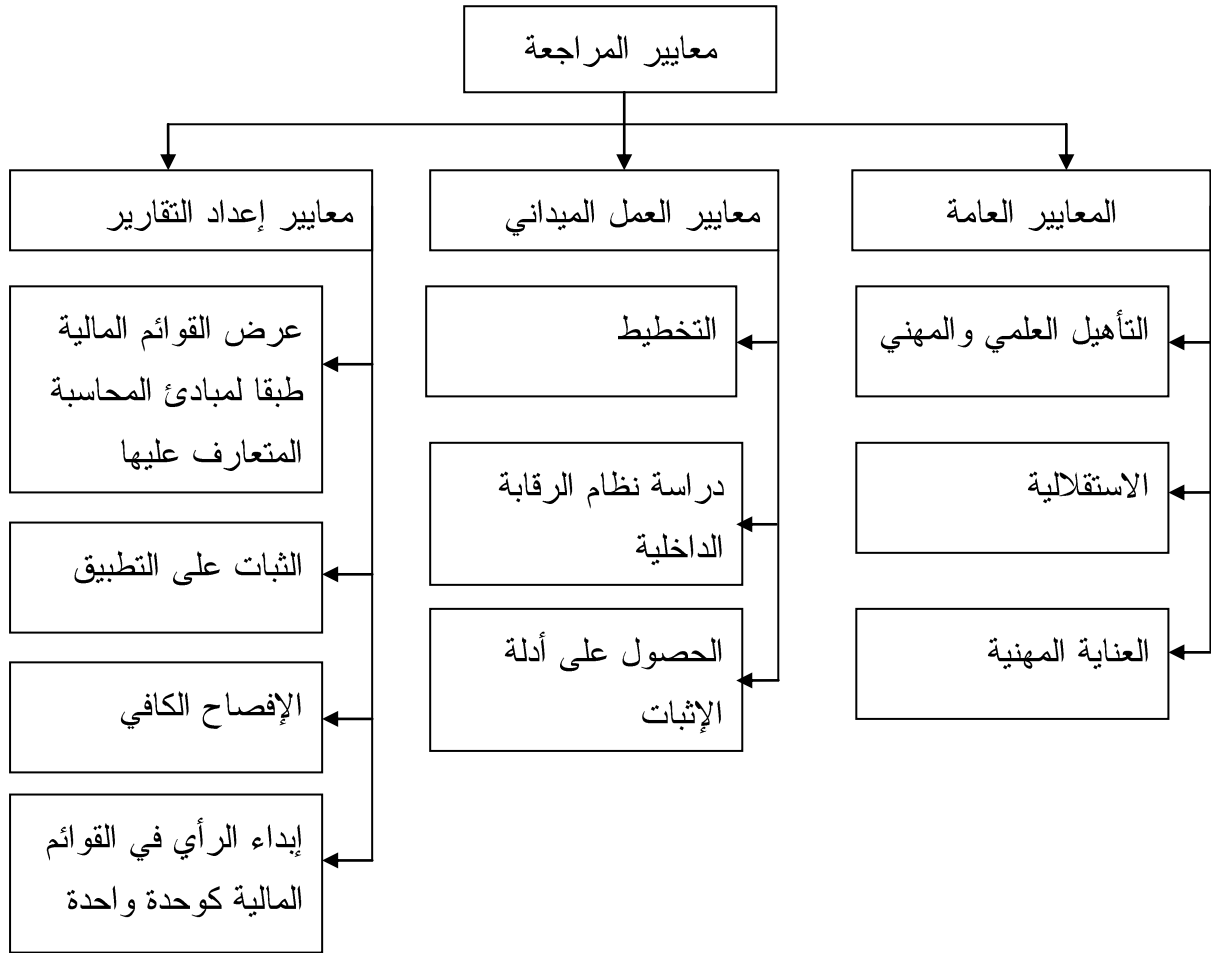 معايير المراجعة
المعايير العامة
معايير العمل الميداني
معايير إعداد التقارير
التأهيل العلمي والمهني
الاستقلالية
العناية المهنية
التخطيط
دراسة نظام الرقابة
الداخلية
الحصول على أدلة
الإثبات
عرض القوائم المالية
طبقا لمبادئ المحاسبة
المتعارف عليها
الثبات على التطبيق
الإفصاح الكافي
إبداء الرأي في القوائم
المالية كوحدة واحدة